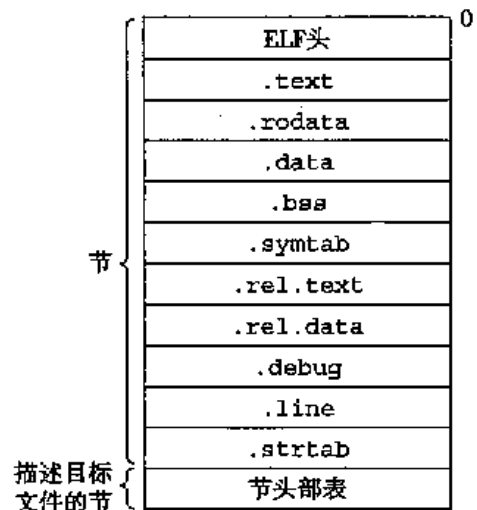 0
ELF头
.text
.rodata
.data
.bss
.symtab
.rel.text
.rel.data
.debug
.line
.strtab
节
描述目标
文件的节
节头部表